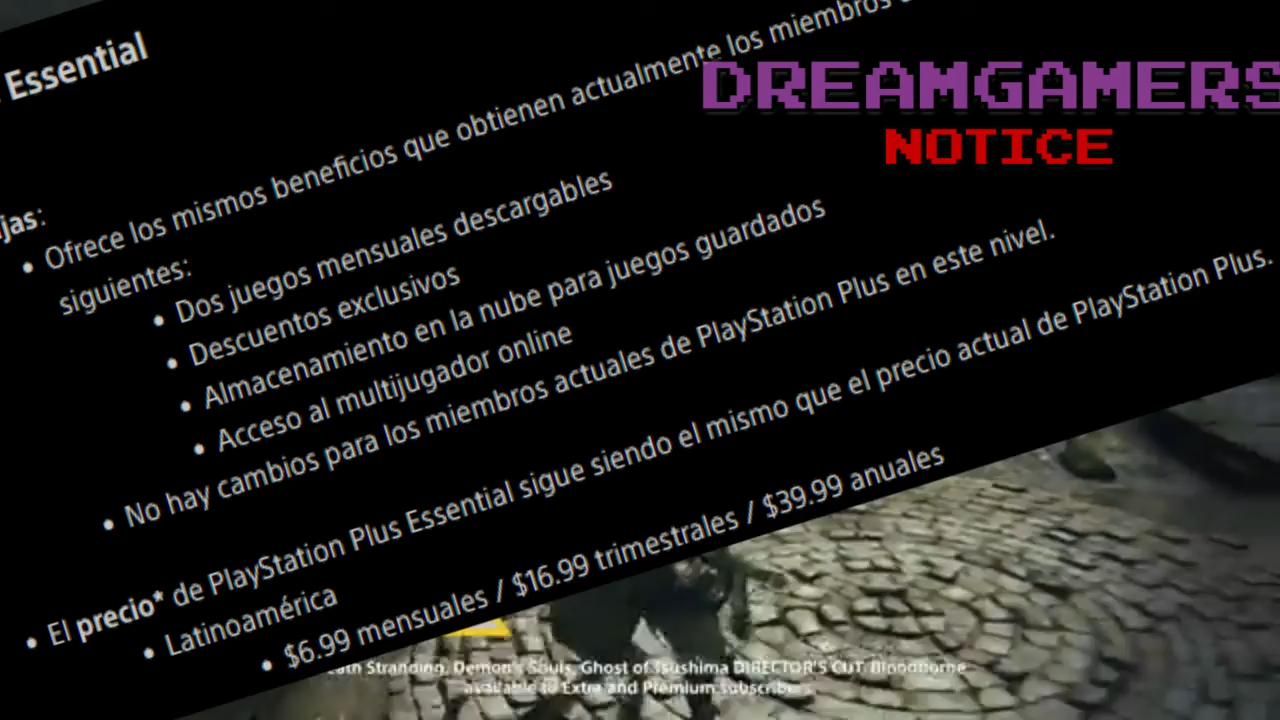 Essential
DREAMGAMERS
NOTICE
jas:
• Ofrece los mismos beneficios que obtienen actualmente los miembros
siguientes:
• Dos juegos mensuales descargables
• Descuentos exclusivos
• Almacenamiento en la nube para juegos guardados
• Acceso al multijugador online
• No hay cambios para los miembros actuales de PlayStation Plus en este nivel.
• El precio* de PlayStation Plus Essential sigue siendo el mismo que el precio actual de PlayStation Plus.
• Latinoamérica
• $6.99 mensuales / $16.99 trimestrales / $39.99 anuales
Stranding, Demon's Souls, Ghost of Tsushima DIRECTOR'S CUT Bloodborne
available to Extra and Premium subscribers